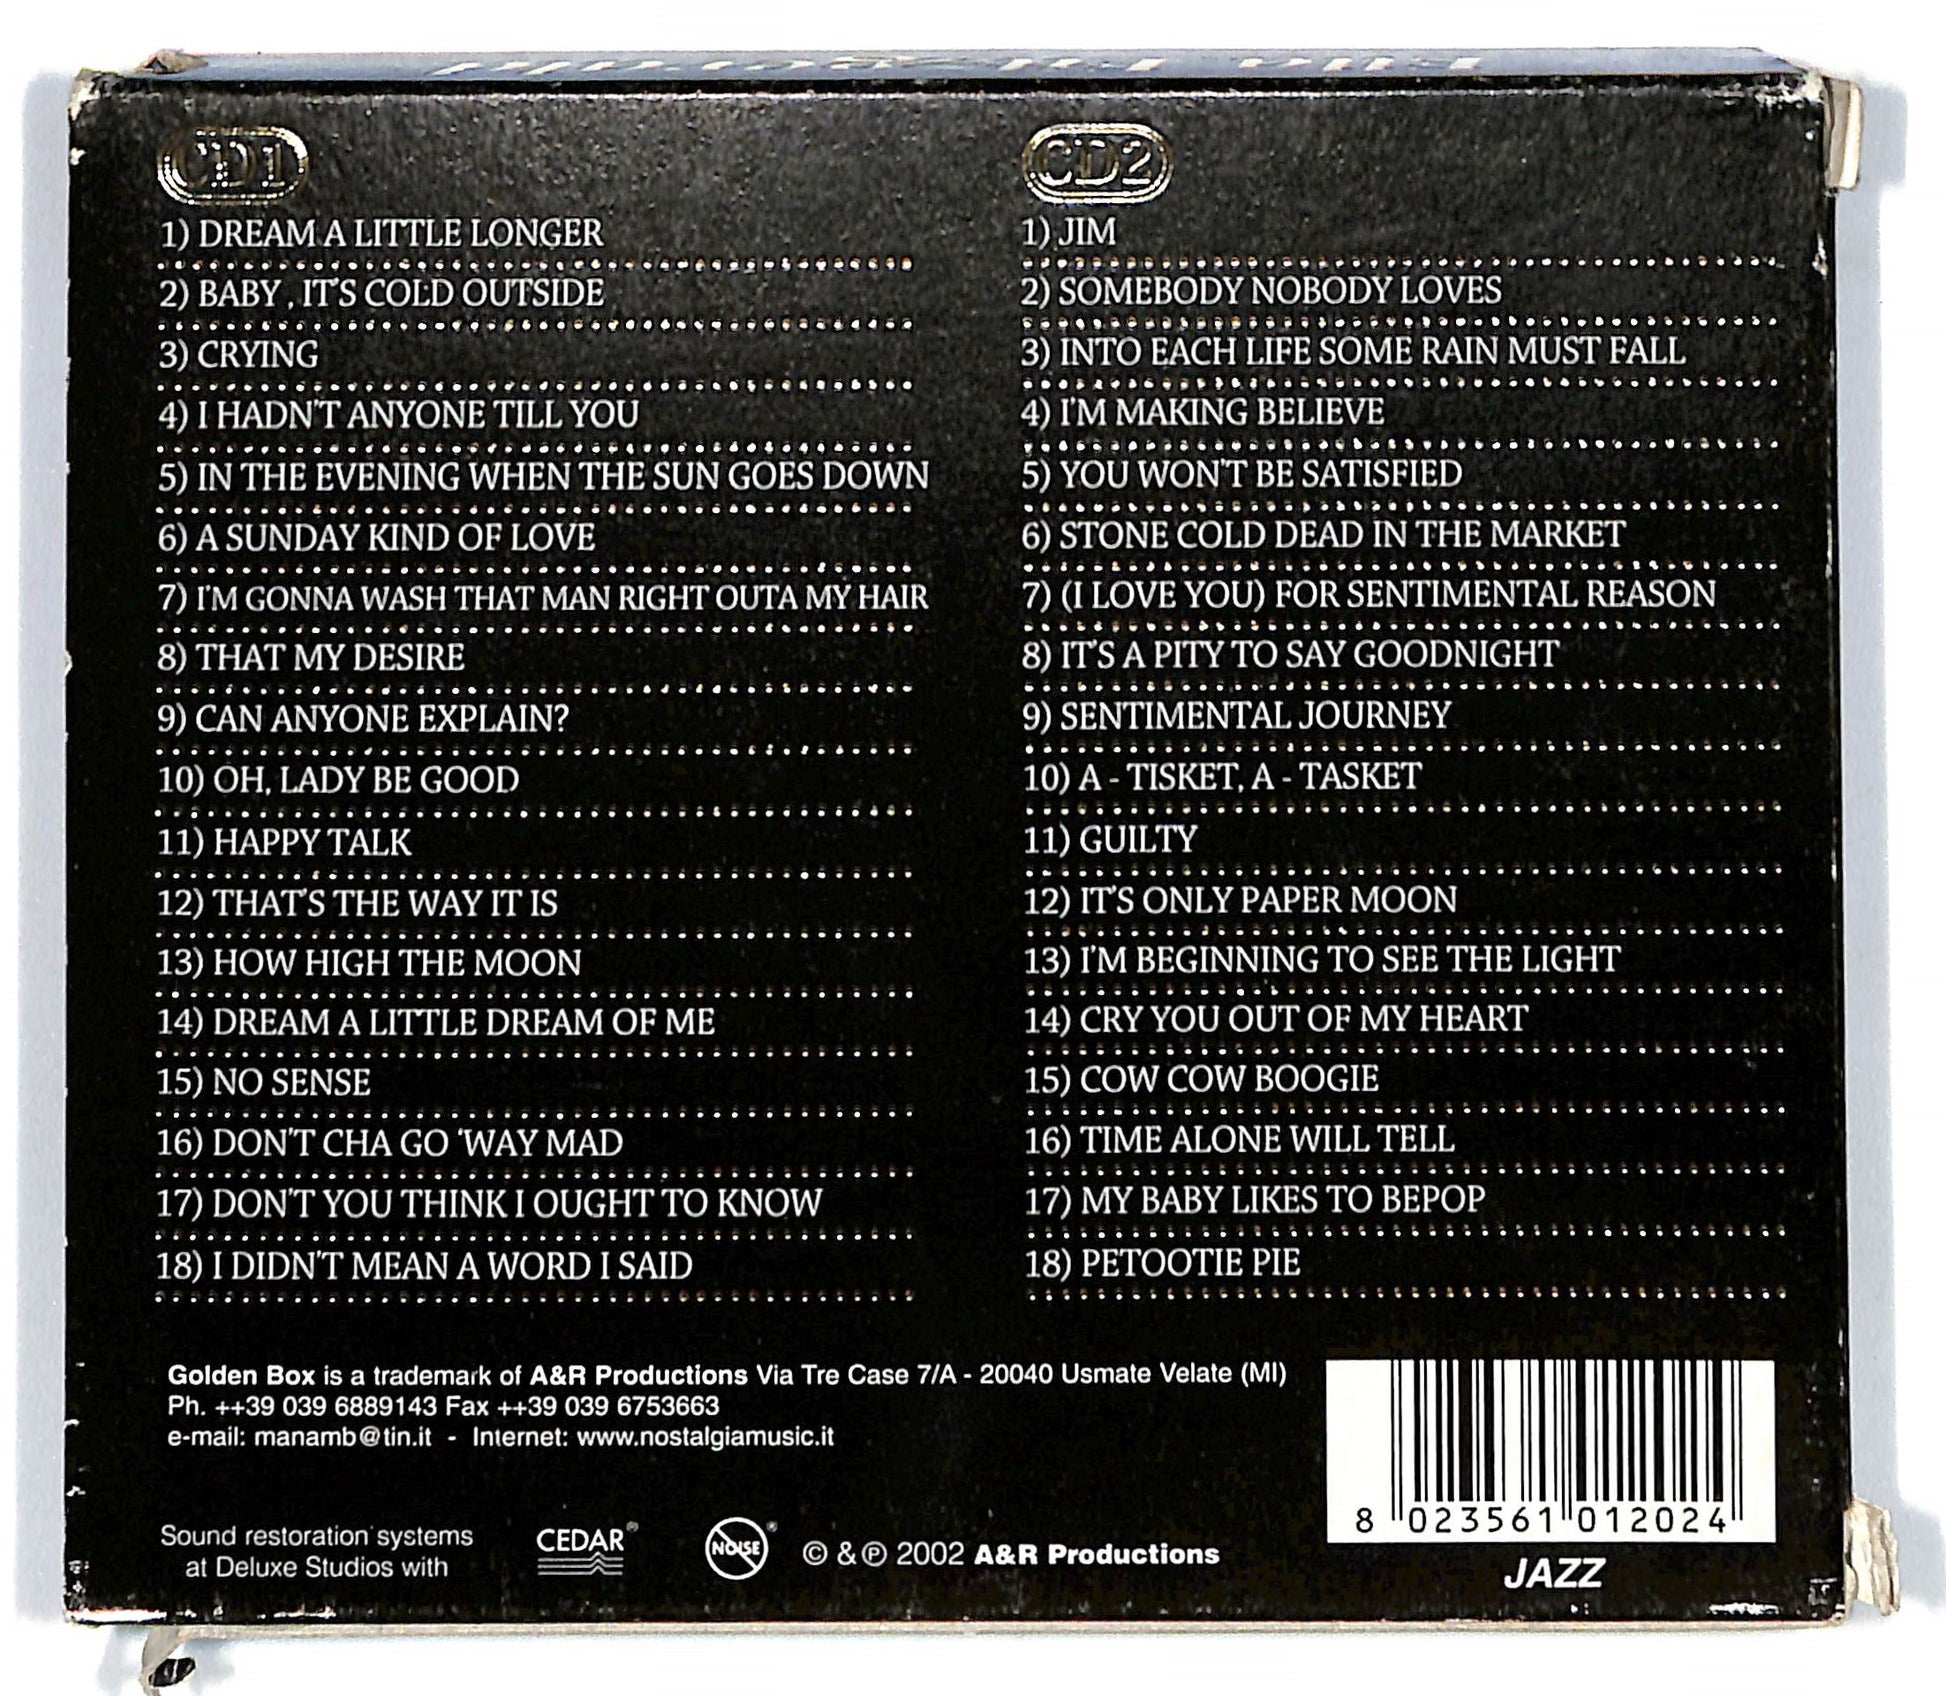 Ella Fitzgerald
CD1
1) DREAM A LITTLE LONGER
2) BABY , IT'S COLD OUTSIDE
3) CRYING
4) I HADN'T ANYONE TILL YOU
5) IN THE EVENING WHEN THE SUN GOES DOWN
6) A SUNDAY KIND OF LOVE
7) I'M GONNA WASH THAT MAN RIGHT OUTA MY HAIR
8) THAT MY DESIRE
9) CAN ANYONE EXPLAIN?
10) OH, LADY BE GOOD
11) HAPPY TALK
12) THAT'S THE WAY IT IS
13) HOW HIGH THE MOON
14) DREAM A LITTLE DREAM OF ME
15) NO SENSE
16) DON'T CHA GO 'WAY MAD
17) DON'T YOU THINK I OUGHT TO KNOW
18) I DIDN'T MEAN A WORD I SAID
CD2
1) JIM
2) SOMEBODY NOBODY LOVES
3) INTO EACH LIFE SOME RAIN MUST FALL
4) I'M MAKING BELIEVE
5) YOU WON'T BE SATISFIED
6) STONE COLD DEAD IN THE MARKET
7) (I LOVE YOU) FOR SENTIMENTAL REASON
8) IT'S A PITY TO SAY GOODNIGHT
9) SENTIMENTAL JOURNEY
10) A - TISKET, A - TASKET
11) GUILTY
12) IT'S ONLY PAPER MOON
13) I'M BEGINNING TO SEE THE LIGHT
14) CRY YOU OUT OF MY HEART
15) COW COW BOOGIE
16) TIME ALONE WILL TELL
17) MY BABY LIKES TO BEPOP
18) PETOOTIE PIE
Golden Box is a trademark of A&R Productions Via Tre Case 7/A - 20040 Usmate Velate (MI)
Ph. ++39 039 6889143 Fax ++39 039 6753663
e-mail: manamb@tin.it - Internet: www.nostalgiamusic.it
8 023561 012024
JAZZ
Sound restoration systems
at Deluxe Studios with
CEDAR®
NOISE®
© & ℗ 2002 A&R Productions